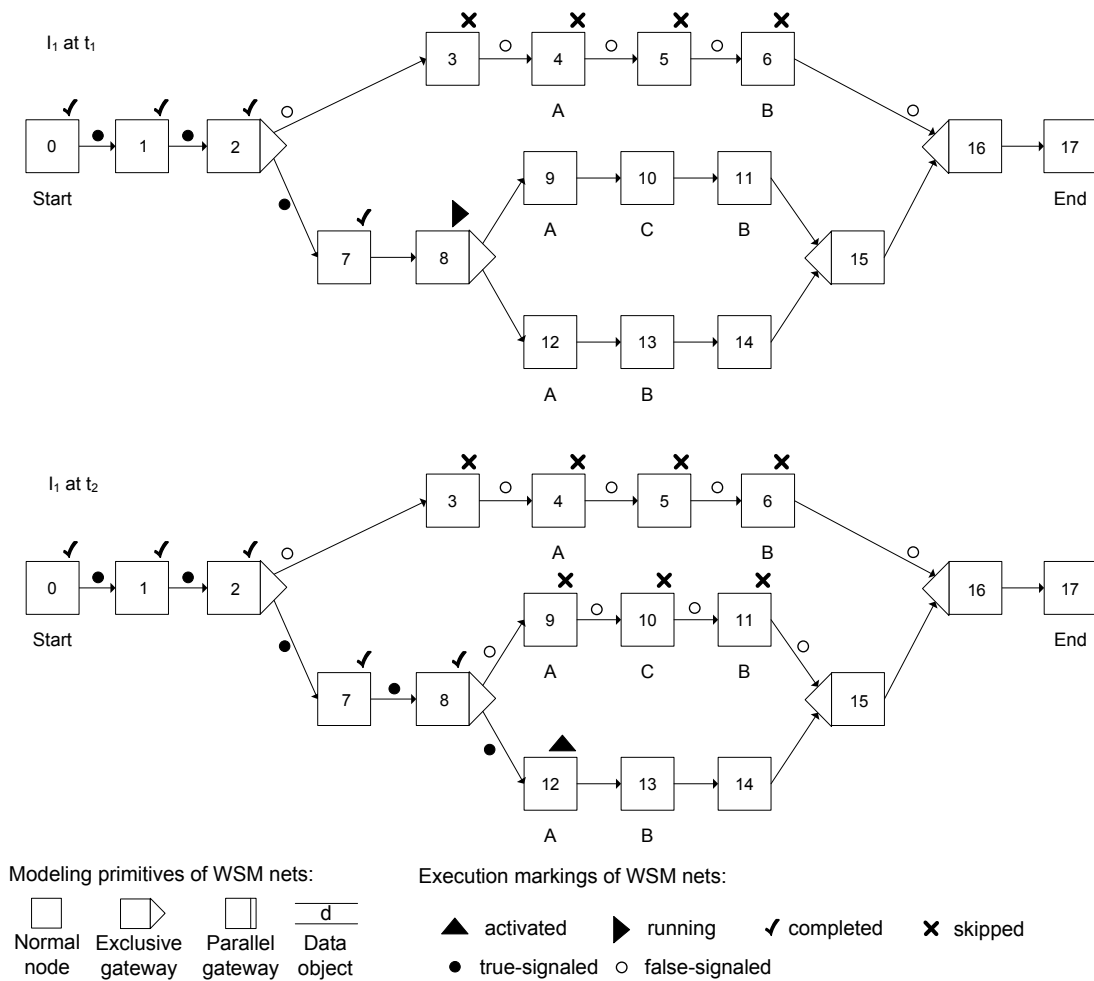 I1 at t1
3 4 5 6
A B
0 1 2 16 17
Start End
9 10 11
A C B
7 8 15
12 13 14
A B
I1 at t2
3 4 5 6
A B
0 1 2 16 17
Start End
9 10 11
A C B
7 8 15
12 13 14
A B
Modeling primitives of WSM nets:
d
Normal node
Exclusive gateway
Parallel gateway
Data object
Execution markings of WSM nets:
activated running completed skipped
true-signaled false-signaled